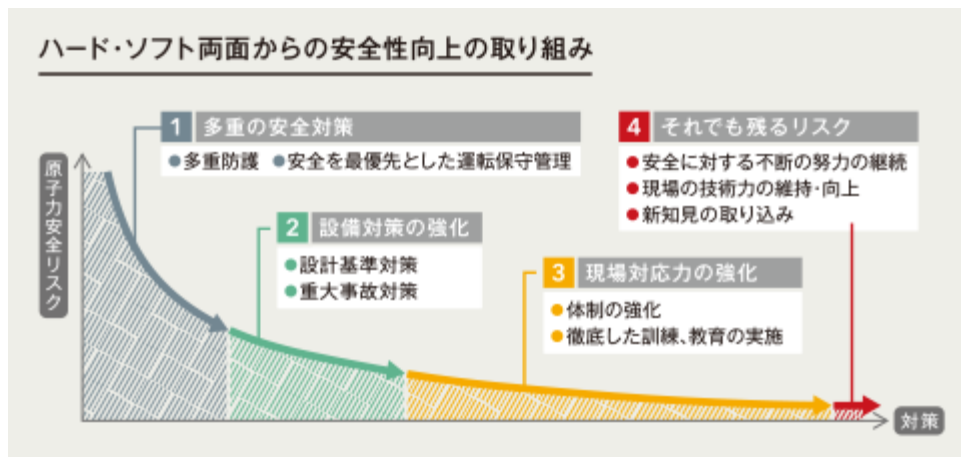 ハード・ソフト両面からの安全性向上の取り組み
1 多重の安全対策
●多重防護 ●安全を最優先とした運転保守管理
4 それでも残るリスク
●安全に対する不断の努力の継続
●現場の技術力の維持・向上
●新知見の取り込み
原子力安全リスク
2 設備対策の強化
●設計基準対策
●重大事故対策
3 現場対応力の強化
●体制の強化
●徹底した訓練、教育の実施
対策